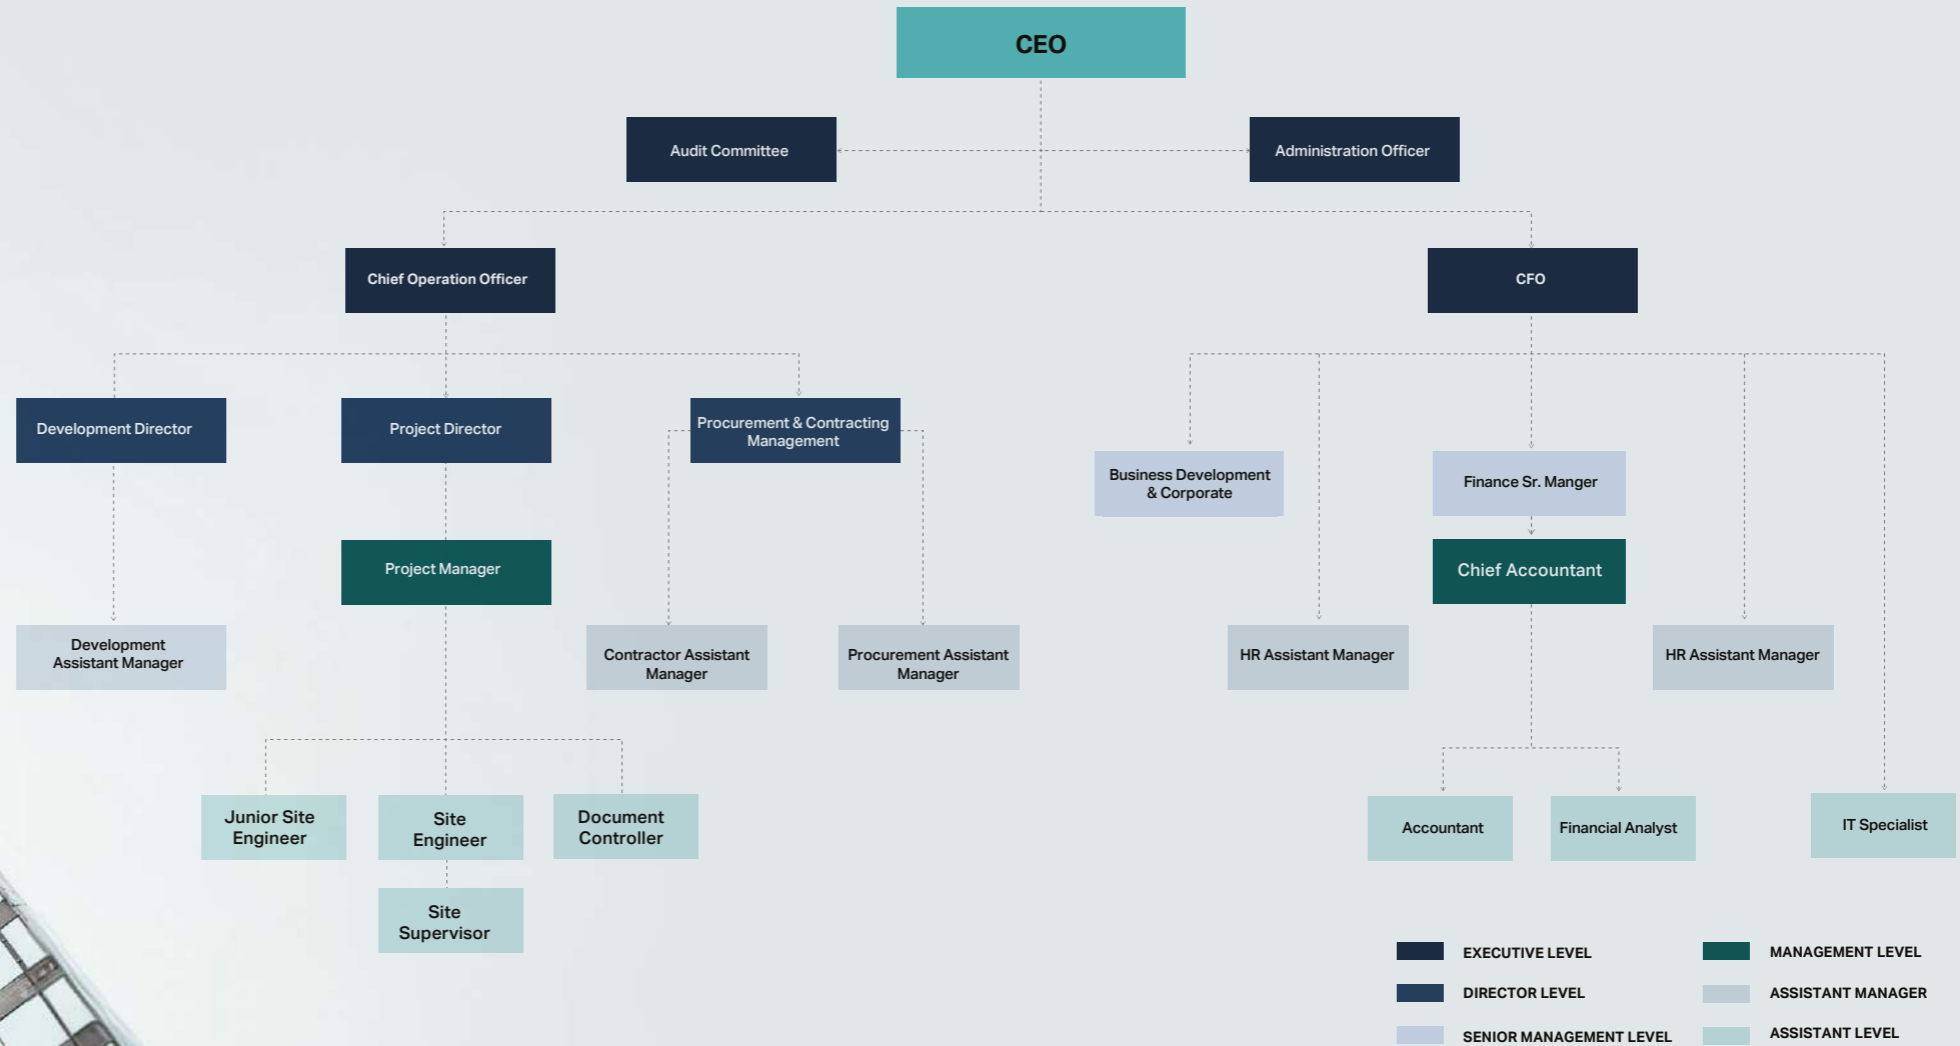 CEO
Audit Committee
Administration Officer
Chief Operation Officer
CFO
Development Director
Project Director
Procurement & Contracting
Management
Business Development
& Corporate
Finance Sr. Manger
Project Manager
Chief Accountant
Development
Assistant Manager
Contractor Assistant
Manager
Procurement Assistant
Manager
HR Assistant Manager
HR Assistant Manager
Junior Site
Engineer
Site
Engineer
Document
Controller
Accountant
Financial Analyst
IT Specialist
Site
Supervisor
EXECUTIVE LEVEL
MANAGEMENT LEVEL
DIRECTOR LEVEL
ASSISTANT MANAGER
SENIOR MANAGEMENT LEVEL
ASSISTANT LEVEL